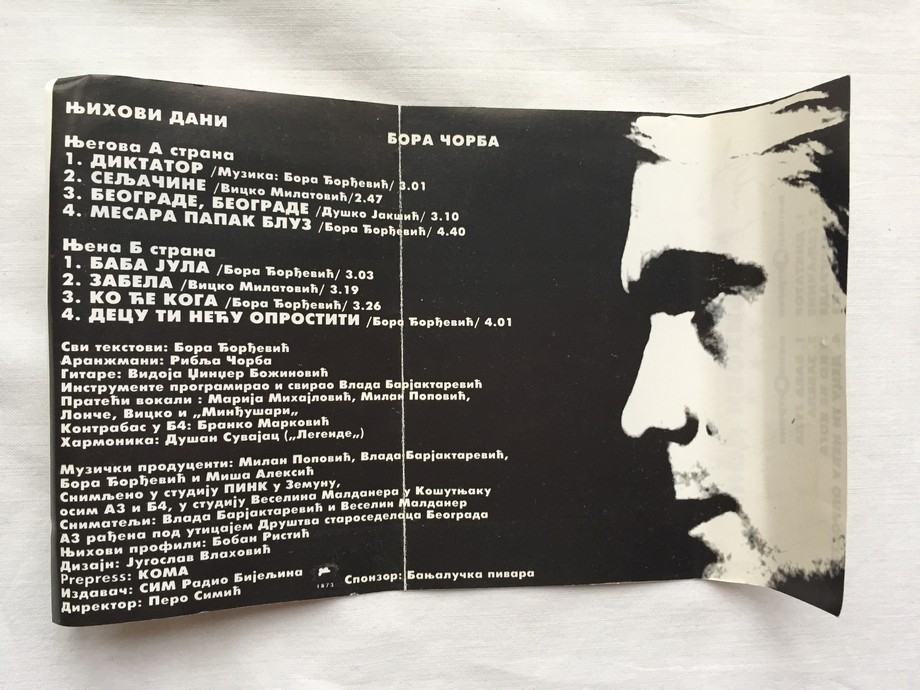 ЊИХОВИ ДАНИ
БОРА ЧОРБА
Његова А страна
1. ДИКТАТОР /Музика: Бора Ђорђевић/ 3.01
2. СЕЉАЧИНЕ /Вицко Милатовић/2.47
3. БЕОГРАДЕ, БЕОГРАДЕ /Душко Јакшић/ 3.10
4. МЕСАРА ПАПАК БЛУЗ /Бора Ђорђевић/ 4.40
Њена Б страна
1. БАБА ЈУЛА /Бора Ђорђевић/ 3.03
2. ЗАБЕЛА /Вицко Милатовић/ 3.19
3. КО ЋЕ КОГА /Бора Ђорђевић/ 3.26
4. ДЕЦУ ТИ НЕЋУ ОПРОСТИТИ /Бора Ђорђевић/ 4.01
Сви текстови: Бора Ђорђевић
Аранжмани: Рибља Чорба
Гитаре: Видоја Џинџер Божиновић
Инструменте програмирао и свирао Влада Барјактаревић
Пратећи вокали : Марија Михајловић, Милан Поповић,
Лонче, Вицко и „Минђушари„
Контрабас у Б4: Бранко Марковић
Хармоника: Душан Сувајац („Легенде„)
Музички продуценти: Милан Поповић, Влада Барјактаревић,
Бора Ђорђевић и Миша Алексић
Снимљено у студију ПИНК у Земуну,
осим А3 и Б4, у студију Веселина Малданера у Кошутњаку
Сниматељи: Влада Барјактаревић и Веселин Малданер
А3 рађена под утицајем Друштва староседелаца Београда
Њихови профили: Бобан Ристић
Дизајн: Југослав Влаховић
Prepress: КОМА
Издавач: СИМ Радио Бијељина
Директор: Перо Симић
1873
Спонзор: Бањалучка пивара